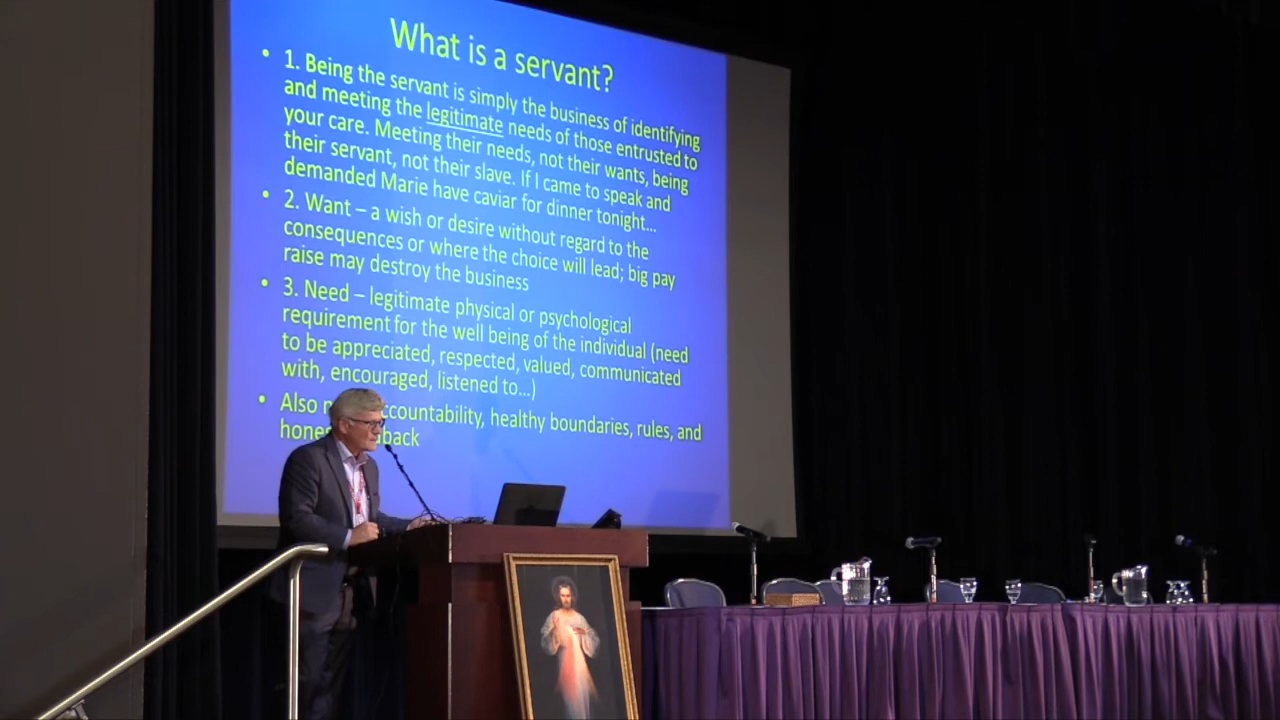 What is a servant?
• 1. Being the servant is simply the business of identifying
and meeting the legitimate needs of those entrusted to
your care. Meeting their needs, not their wants, being
their servant, not their slave. If I came to speak and
demanded Marie have caviar for dinner tonight...
• 2. Want – a wish or desire without regard to the
consequences or where the choice will lead; big pay
raise may destroy the business
• 3. Need – legitimate physical or psychological
requirement for the well being of the individual (need
to be appreciated, respected, valued, communicated
with, encouraged, listened to...)
• Also ccountability, healthy boundaries, rules, and
hones back